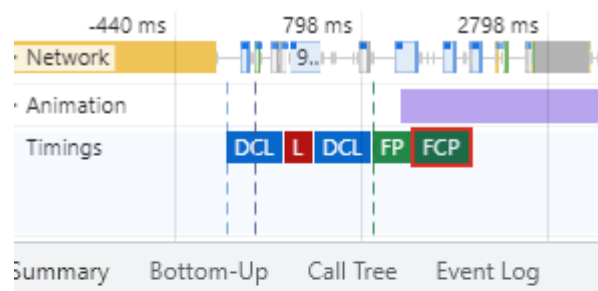 -440 ms 798 ms 2798 ms
Network 9...
Animation
Timings DCL L DCL FP FCP
Summary Bottom-Up Call Tree Event Log